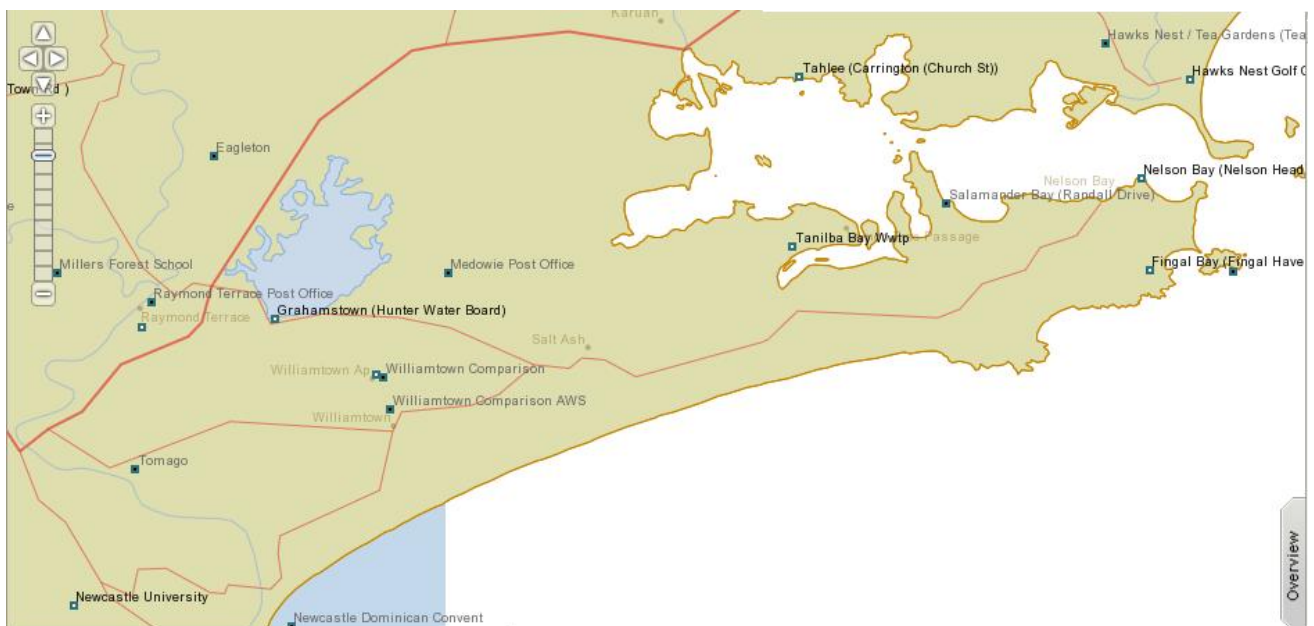 Karuah
Hawks Nest / Tea Gardens (Tea
Tahlee (Carrington (Church St))
Hawks Nest Golf C
Town Rd )
Eagleton
Nelson Bay (Nelson Head
Nelson Bay
Salamander Bay (Randall Drive)
Tanilba Bay Wwtp
Passage
Fingal Bay (Fingal Have
e
Millers Forest School
Medowie Post Office
Raymond Terrace Post Office
Grahamstown (Hunter Water Board)
Raymond Terrace
Salt Ash
Williamtown Ap
Williamtown Comparison
Williamtown Comparison AWS
Williamtown
Tomago
Newcastle University
Newcastle Dominican Convent
Overview